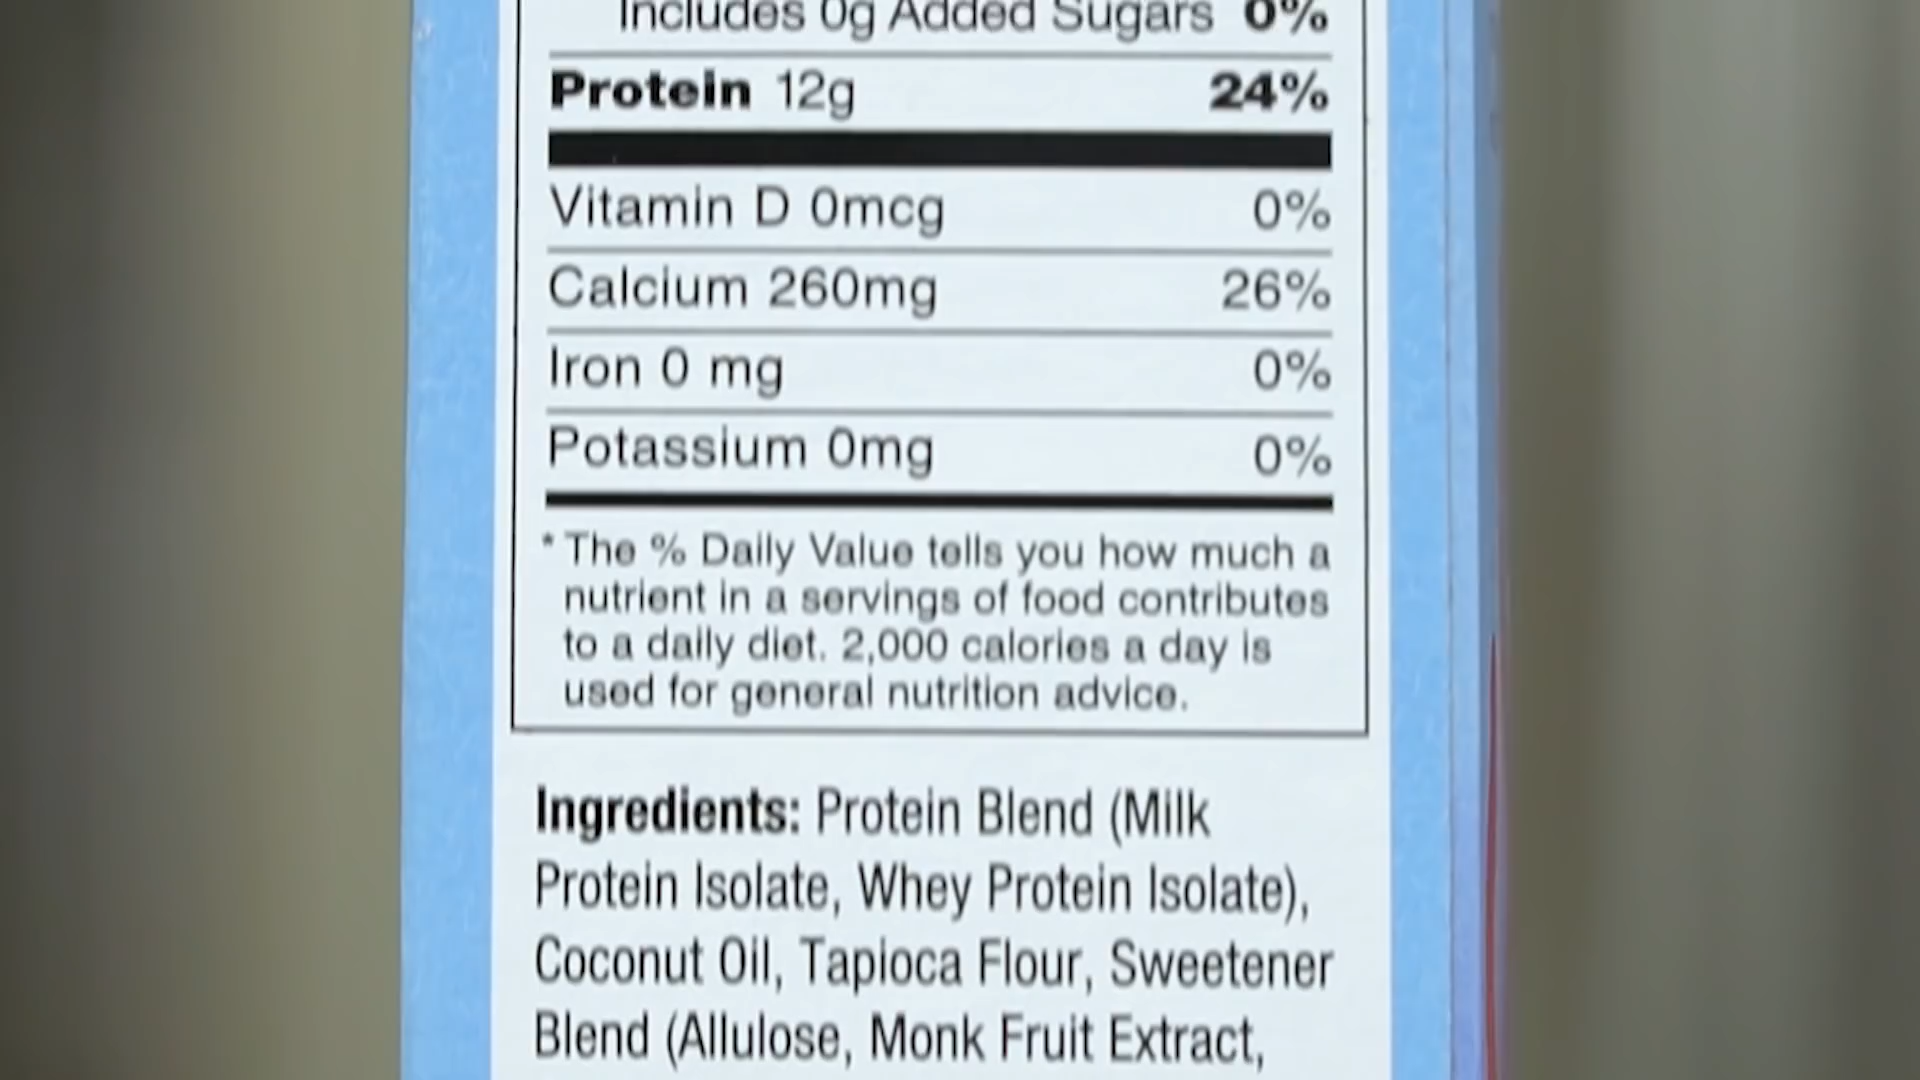 Includes 0g Added Sugars 0%
Protein 12g 24%
Vitamin D 0mcg 0%
Calcium 260mg 26%
Iron 0 mg 0%
Potassium 0mg 0%
* The % Daily Value tells you how much a
nutrient in a servings of food contributes
to a daily diet. 2,000 calories a day is
used for general nutrition advice.
Ingredients: Protein Blend (Milk
Protein Isolate, Whey Protein Isolate),
Coconut Oil, Tapioca Flour, Sweetener
Blend (Allulose, Monk Fruit Extract,